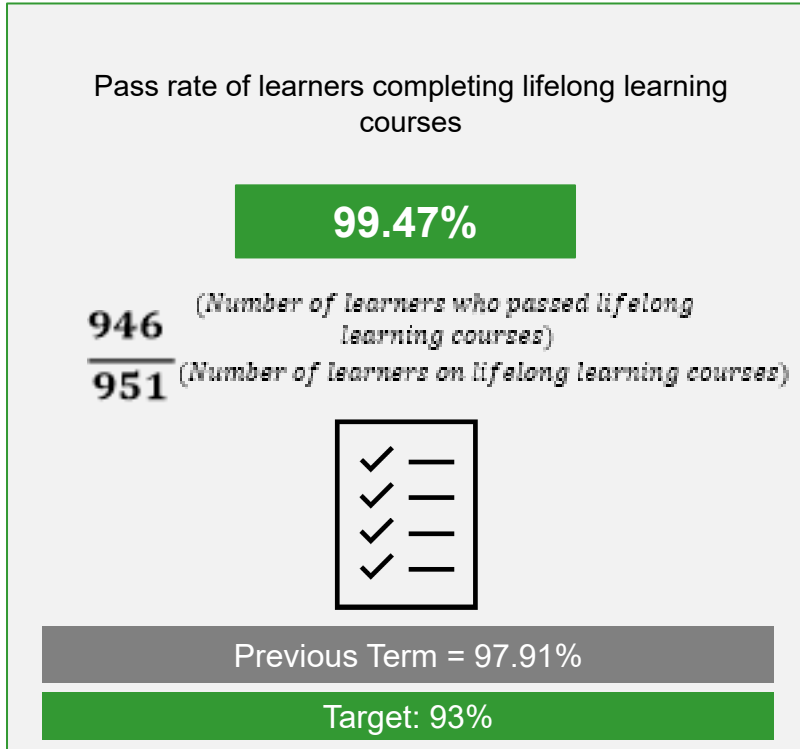 Pass rate of learners completing lifelong learning
courses
99.47%
946
(Number of learners who passed lifelong
learning courses)
951
(Number of learners on lifelong learning courses)
Previous Term = 97.91%
Target: 93%